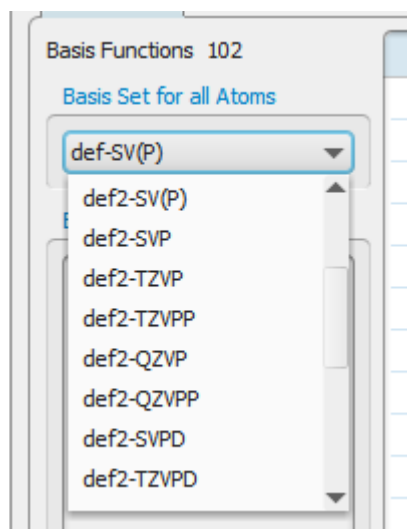 Basis Functions 102
Basis Set for all Atoms
def-SV(P)
def2-SV(P)
def2-SVP
def2-TZVP
def2-TZVPP
def2-QZVP
def2-QZVPP
def2-SVPD
def2-TZVPD